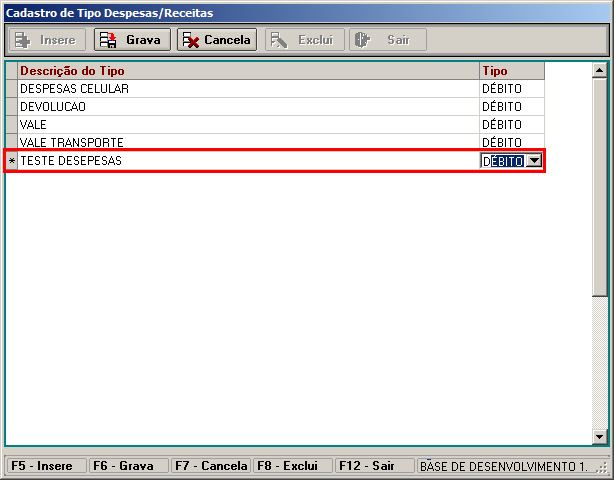 Cadastro de Tipo Despesas/Receitas
Insere Grava Cancela Exclui Sair
Descrição do Tipo Tipo
DESPESAS CELULAR DÉBITO
DEVOLUCAO DÉBITO
VALE DÉBITO
VALE TRANSPORTE DÉBITO
* TESTE DESEPESAS DÉBITO
F5 - Insere F6 - Grava F7 - Cancela F8 - Exclui F12 - Sair BASE DE DESENVOLVIMENTO 1.